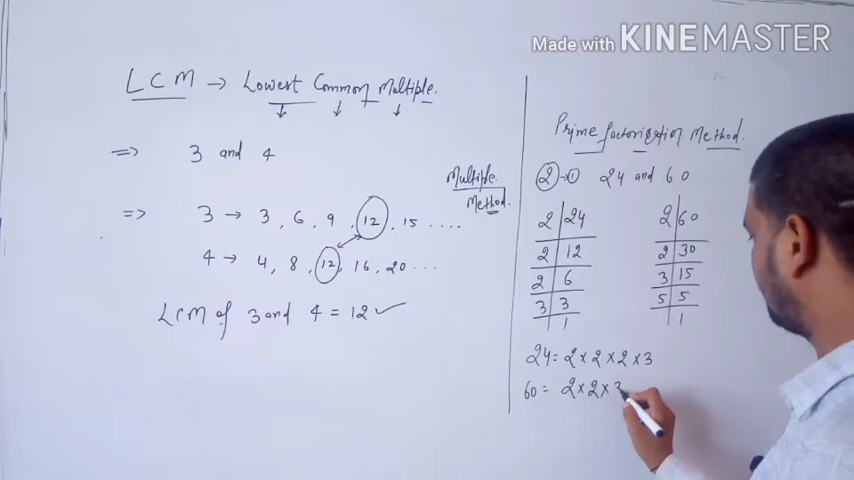 Made with KINEMASTER
LCM → Lowest Common Multiple.
⇒ 3 and 4
Multiple Method.
⇒ 3 → 3, 6, 9, 12, 15 ....
4 → 4, 8, 12, 16, 20 ...
LCM of 3 and 4 = 12 ✓
Prime factorization Method.
2 → 1 24 and 60
2 | 24
2 | 12
2 | 6
3 | 3
1
2 | 60
2 | 30
3 | 15
5 | 5
1
24 = 2 × 2 × 2 × 3
60 = 2 × 2 × 3